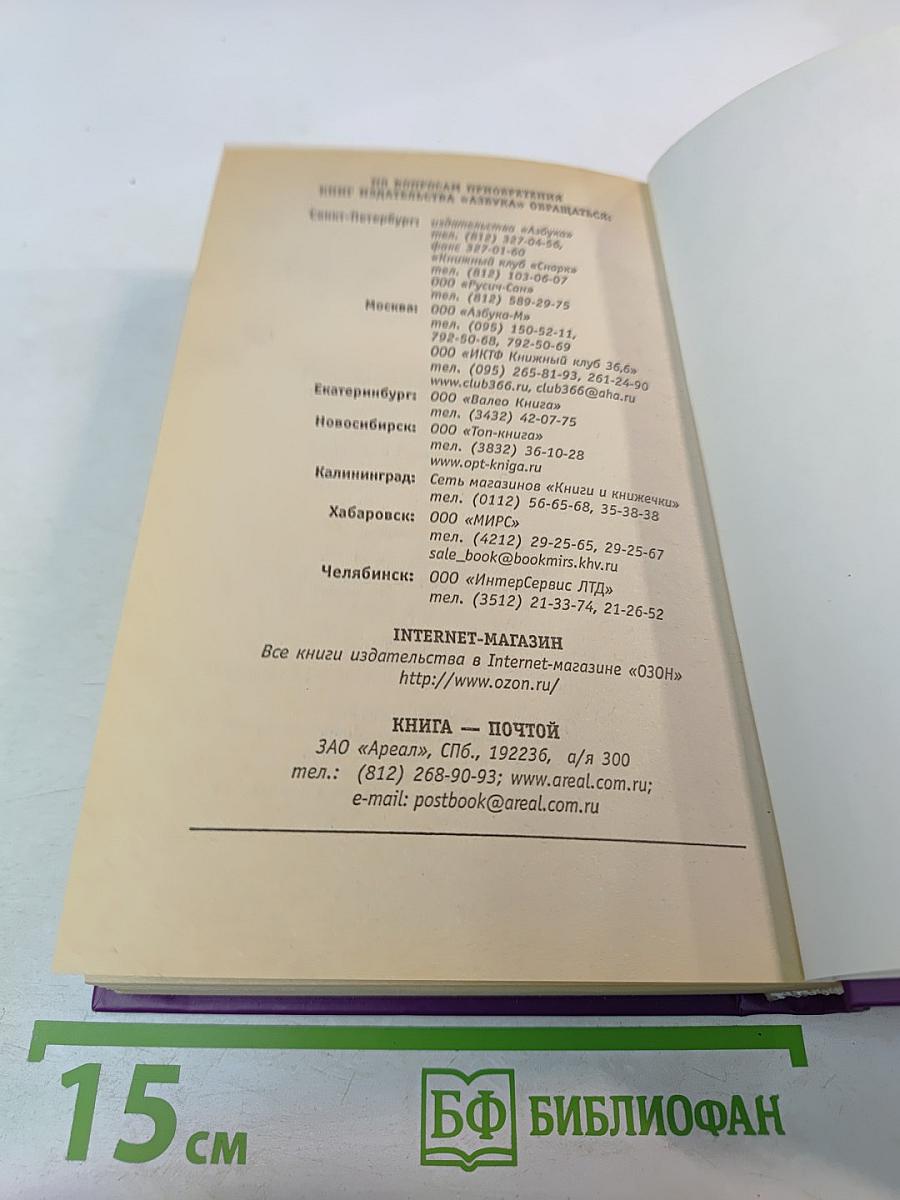 ПО ВОПРОСАМ ПРИОБРЕТЕНИЯ
КНИГ ИЗДАТЕЛЬСТВА «АЗБУКА» ОБРАЩАТЬСЯ:
Санкт-Петербург: издательство «Азбука»
тел. (812) 327-04-56,
факс 327-01-60
«Книжный клуб «Снарк»
тел. (812) 103-06-07
ООО «Русич-Сан»
тел. (812) 589-29-75
Москва: ООО «Азбука-М»
тел. (095) 150-52-11,
792-50-68, 792-50-69
ООО «ИКТФ Книжный клуб 36,6»
тел. (095) 265-81-93, 261-24-90
www.club366.ru, club366@aha.ru
Екатеринбург: ООО «Валео Книга»
тел. (3432) 42-07-75
Новосибирск: ООО «Топ-книга»
тел. (3832) 36-10-28
www.opt-kniga.ru
Калининград: Сеть магазинов «Книги и книжечки»
тел. (0112) 56-65-68, 35-38-38
Хабаровск: ООО «МИРС»
тел. (4212) 29-25-65, 29-25-67
sale_book@bookmirs.khv.ru
Челябинск: ООО «ИнтерСервис ЛТД»
тел. (3512) 21-33-74, 21-26-52
INTERNET-МАГАЗИН
Все книги издательства в Internet-магазине «ОЗОН»
http://www.ozon.ru/
КНИГА — ПОЧТОЙ
ЗАО «Ареал», СПб., 192236, а/я 300
тел.: (812) 268-90-93; www.areal.com.ru;
e-mail: postbook@areal.com.ru
15 см
БФ БИБЛИОФАН